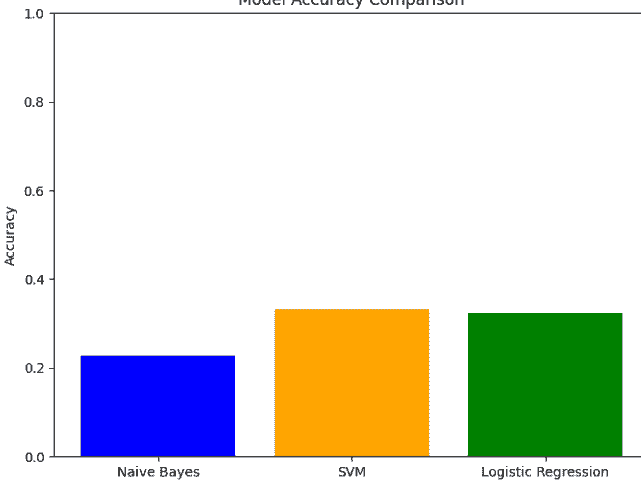 Model Accuracy Comparison
1.0
0.8
0.6
0.4
0.2
0.0
Accuracy
Naive Bayes
SVM
Logistic Regression